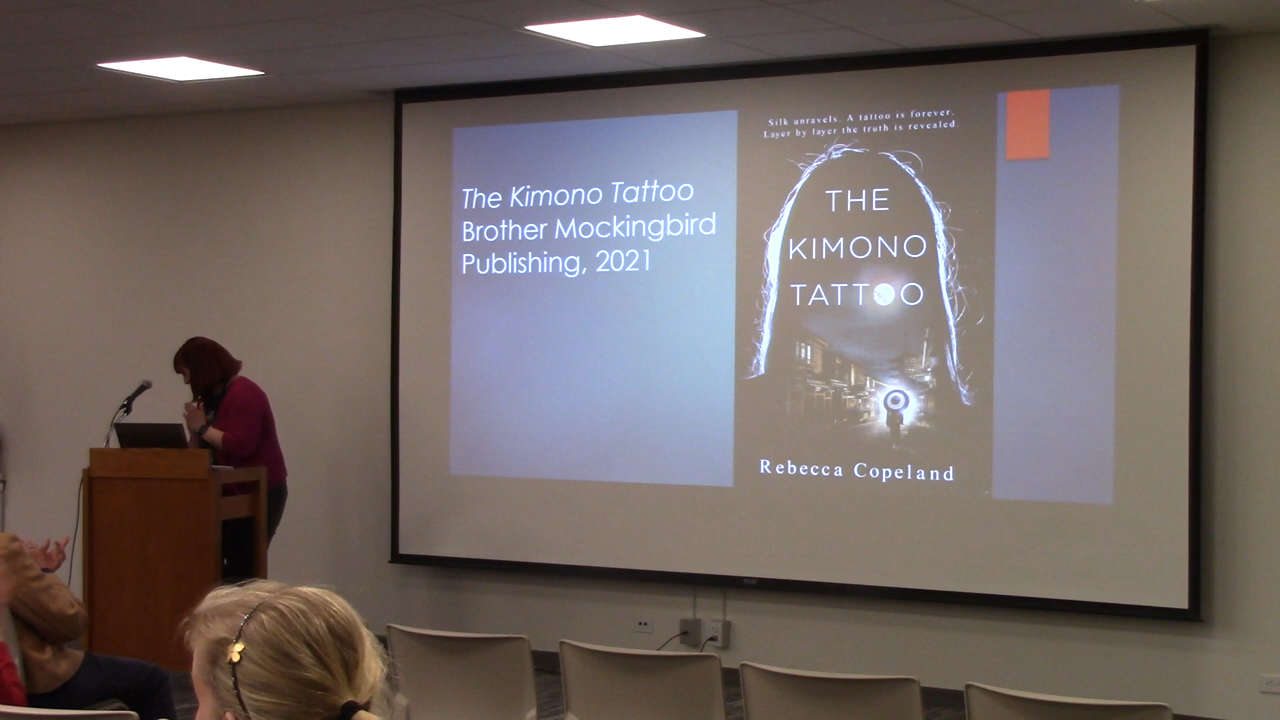 The Kimono Tattoo
Brother Mockingbird
Publishing, 2021
Silk unravels. A tattoo is forever.
Layer by layer the truth is revealed.
THE
KIMONO
TATTOO
Rebecca Copeland